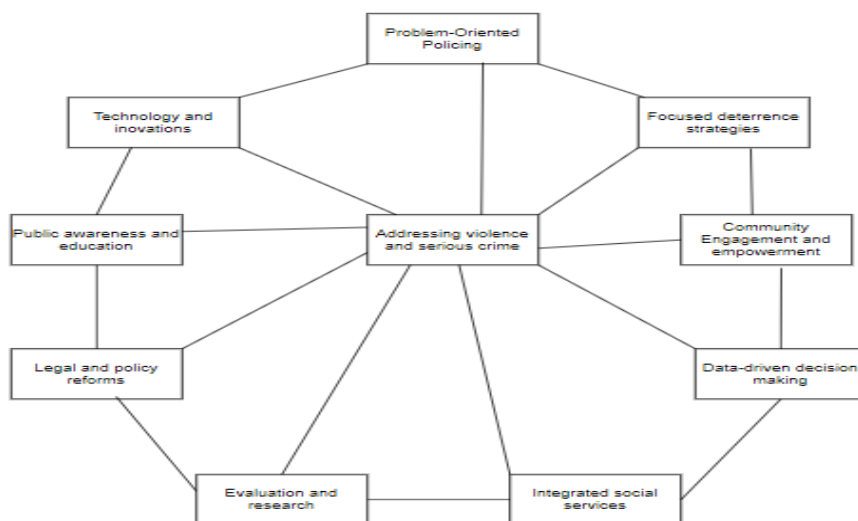 Problem-Oriented
Policing
Technology and
inovations
Focused deterrence
strategies
Public awareness and
education
Addressing violence
and serious crime
Community
Engagement and
empowerment
Legal and policy
reforms
Data-driven decision
making
Evaluation and
research
Integrated social
services